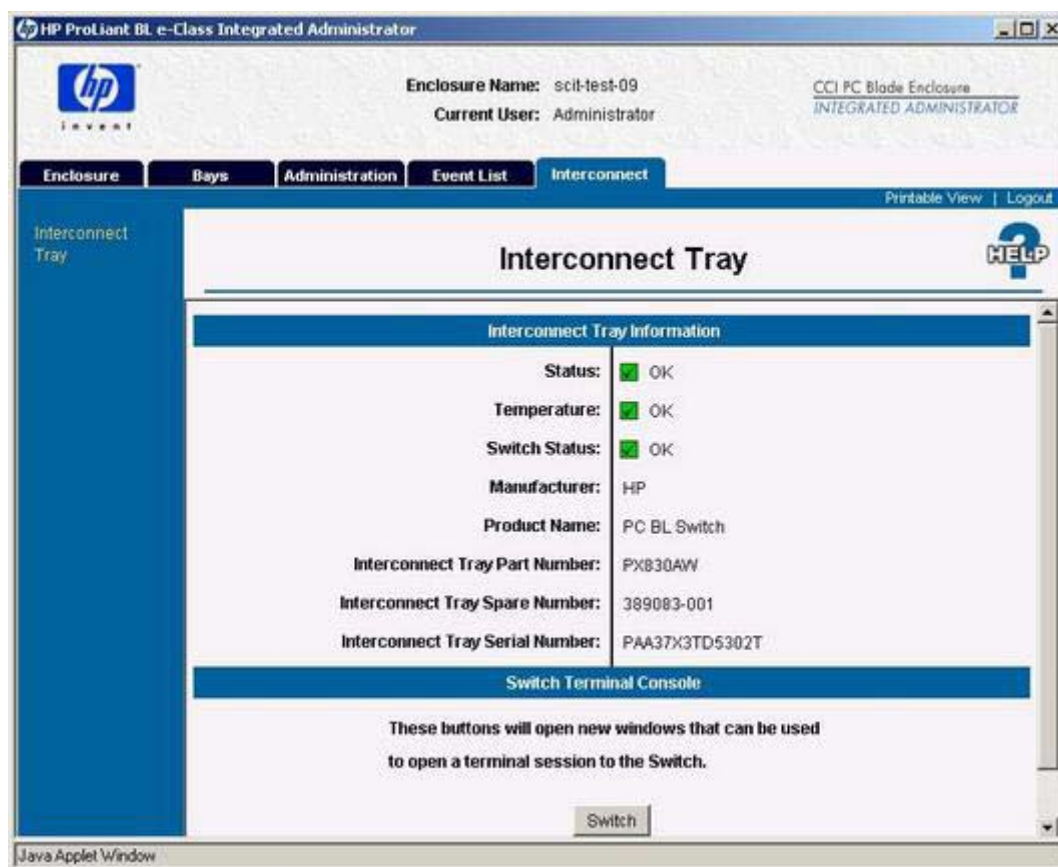 HP ProLiant BL e-Class Integrated Administrator
hp
invent
Enclosure Name: scit-test-09
Current User: Administrator
CCI PC Blade Enclosure
INTEGRATED ADMINISTRATOR
Enclosure Bays Administration Event List Interconnect
Printable View | Logout
Interconnect
Tray
Interconnect Tray
HELP
Interconnect Tray Information
Status: OK
Temperature: OK
Switch Status: OK
Manufacturer: HP
Product Name: PC BL Switch
Interconnect Tray Part Number: PX830AW
Interconnect Tray Spare Number: 389083-001
Interconnect Tray Serial Number: PAA37X3TD5302T
Switch Terminal Console
These buttons will open new windows that can be used
to open a terminal session to the Switch.
Switch
Java Applet Window